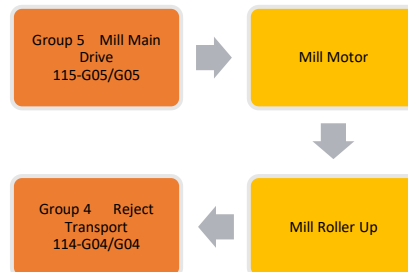 Group 5    Mill Main
Drive
115-G05/G05
Mill Motor
Mill Roller Up
Group 4    Reject
Transport
114-G04/G04